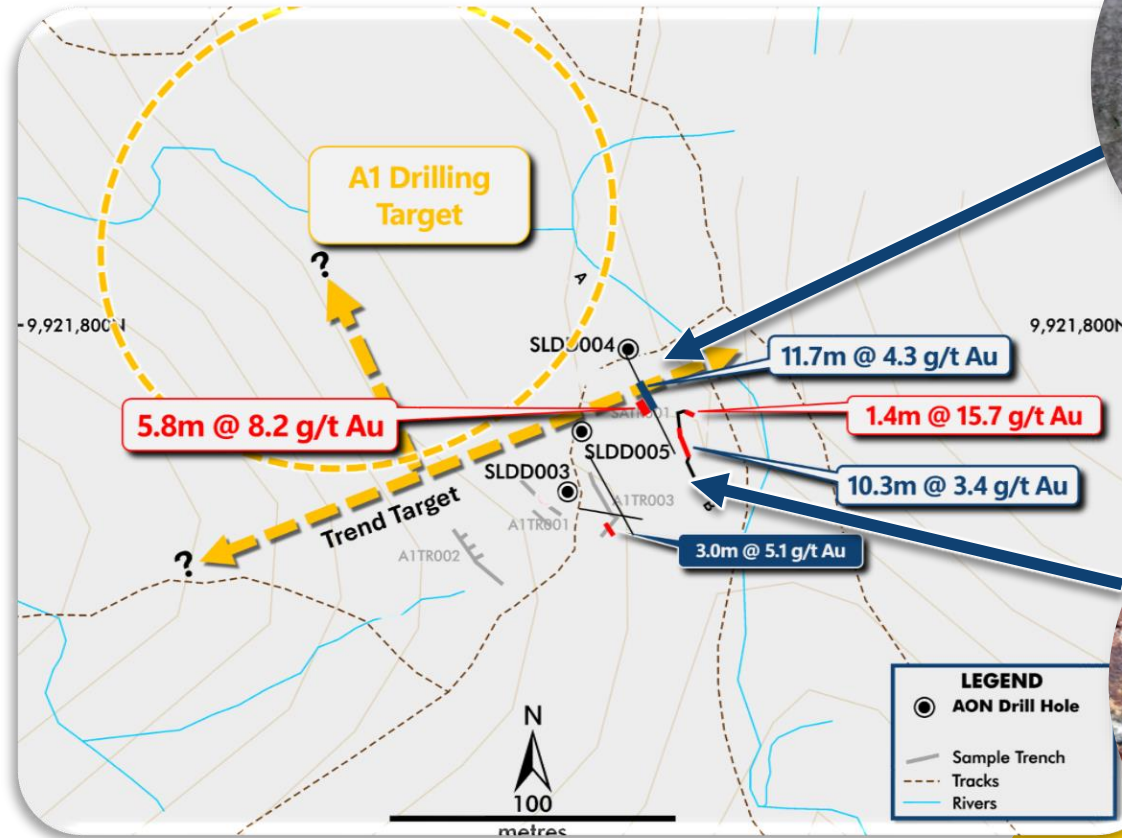 A1 Drilling
Target
?
A
9,921,800N
9,921,800N
SLDD004
11.7m @ 4.3 g/t Au
5.8m @ 8.2 g/t Au
1.4m @ 15.7 g/t Au
SLDD005
SLDD003
10.3m @ 3.4 g/t Au
A1TR003
B
Trend Target
A1TR001
A1TR002
3.0m @ 5.1 g/t Au
?
LEGEND
AON Drill Hole
Sample Trench
Tracks
Rivers
N
100
metres